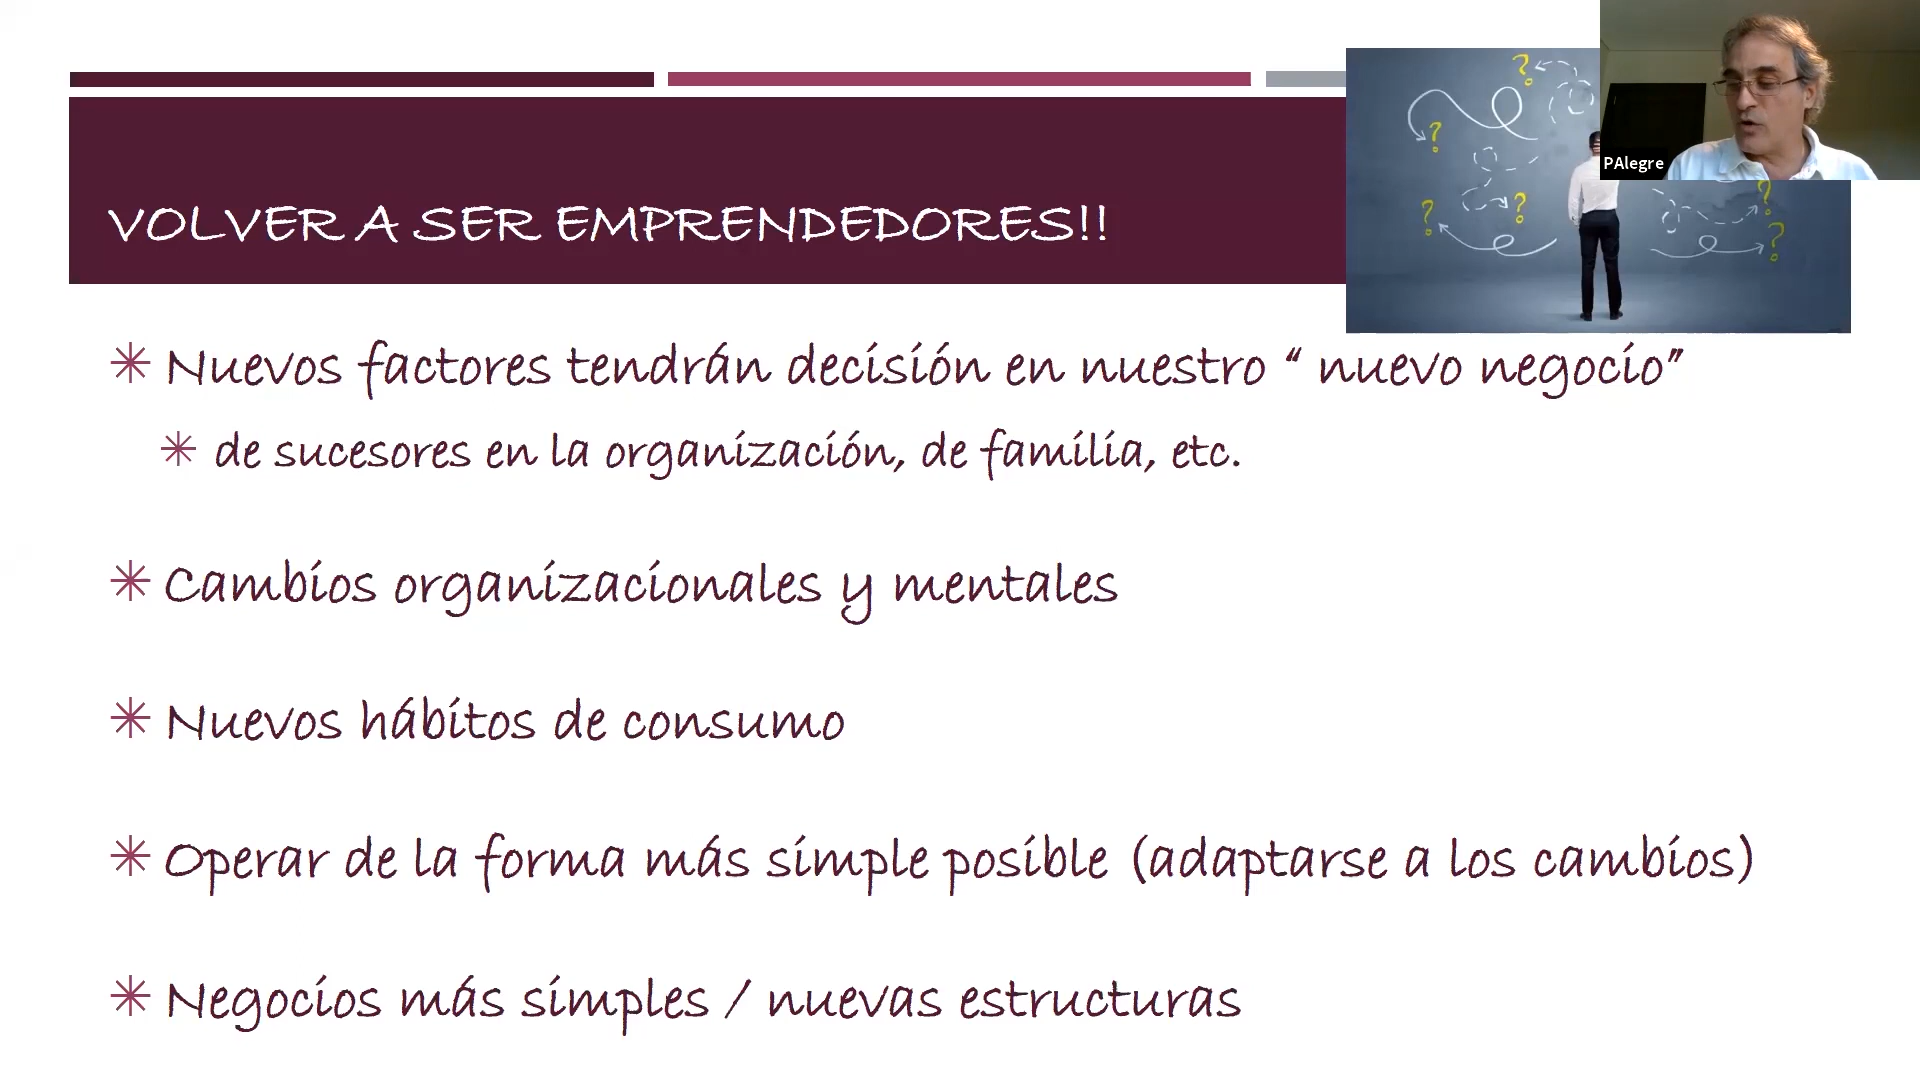 VOLVER A SER EMPRENDEDORES!!
PAlegre
Nuevos factores tendrán decisión en nuestro “ nuevo negocio”
de sucesores en la organización, de familia, etc.
Cambios organizacionales y mentales
Nuevos hábitos de consumo
Operar de la forma más simple posible (adaptarse a los cambios)
Negocios más simples / nuevas estructuras